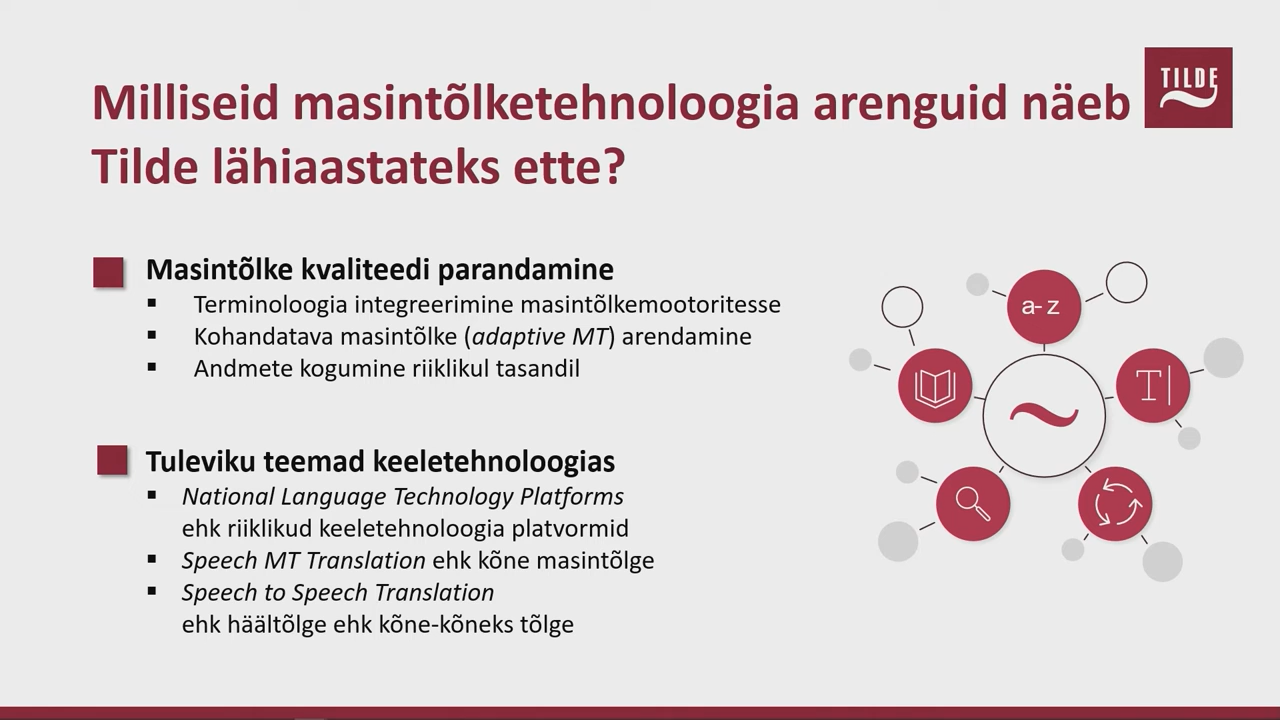 Milliseid masintõlketehnoloogia arenguid näeb
Tilde lähiaastateks ette?
TILDE
Masintõlke kvaliteedi parandamine
▪ Terminoloogia integreerimine masintõlkemootoritesse
▪ Kohandatava masintõlke (adaptive MT) arendamine
▪ Andmete kogumine riiklikul tasandil
Tuleviku teemad keeletehnoloogias
▪ National Language Technology Platforms
ehk riiklikud keeletehnoloogia platvormid
▪ Speech MT Translation ehk kõne masintõlge
▪ Speech to Speech Translation
ehk häältõlge ehk kõne-kõneks tõlge
a-z
T|
~